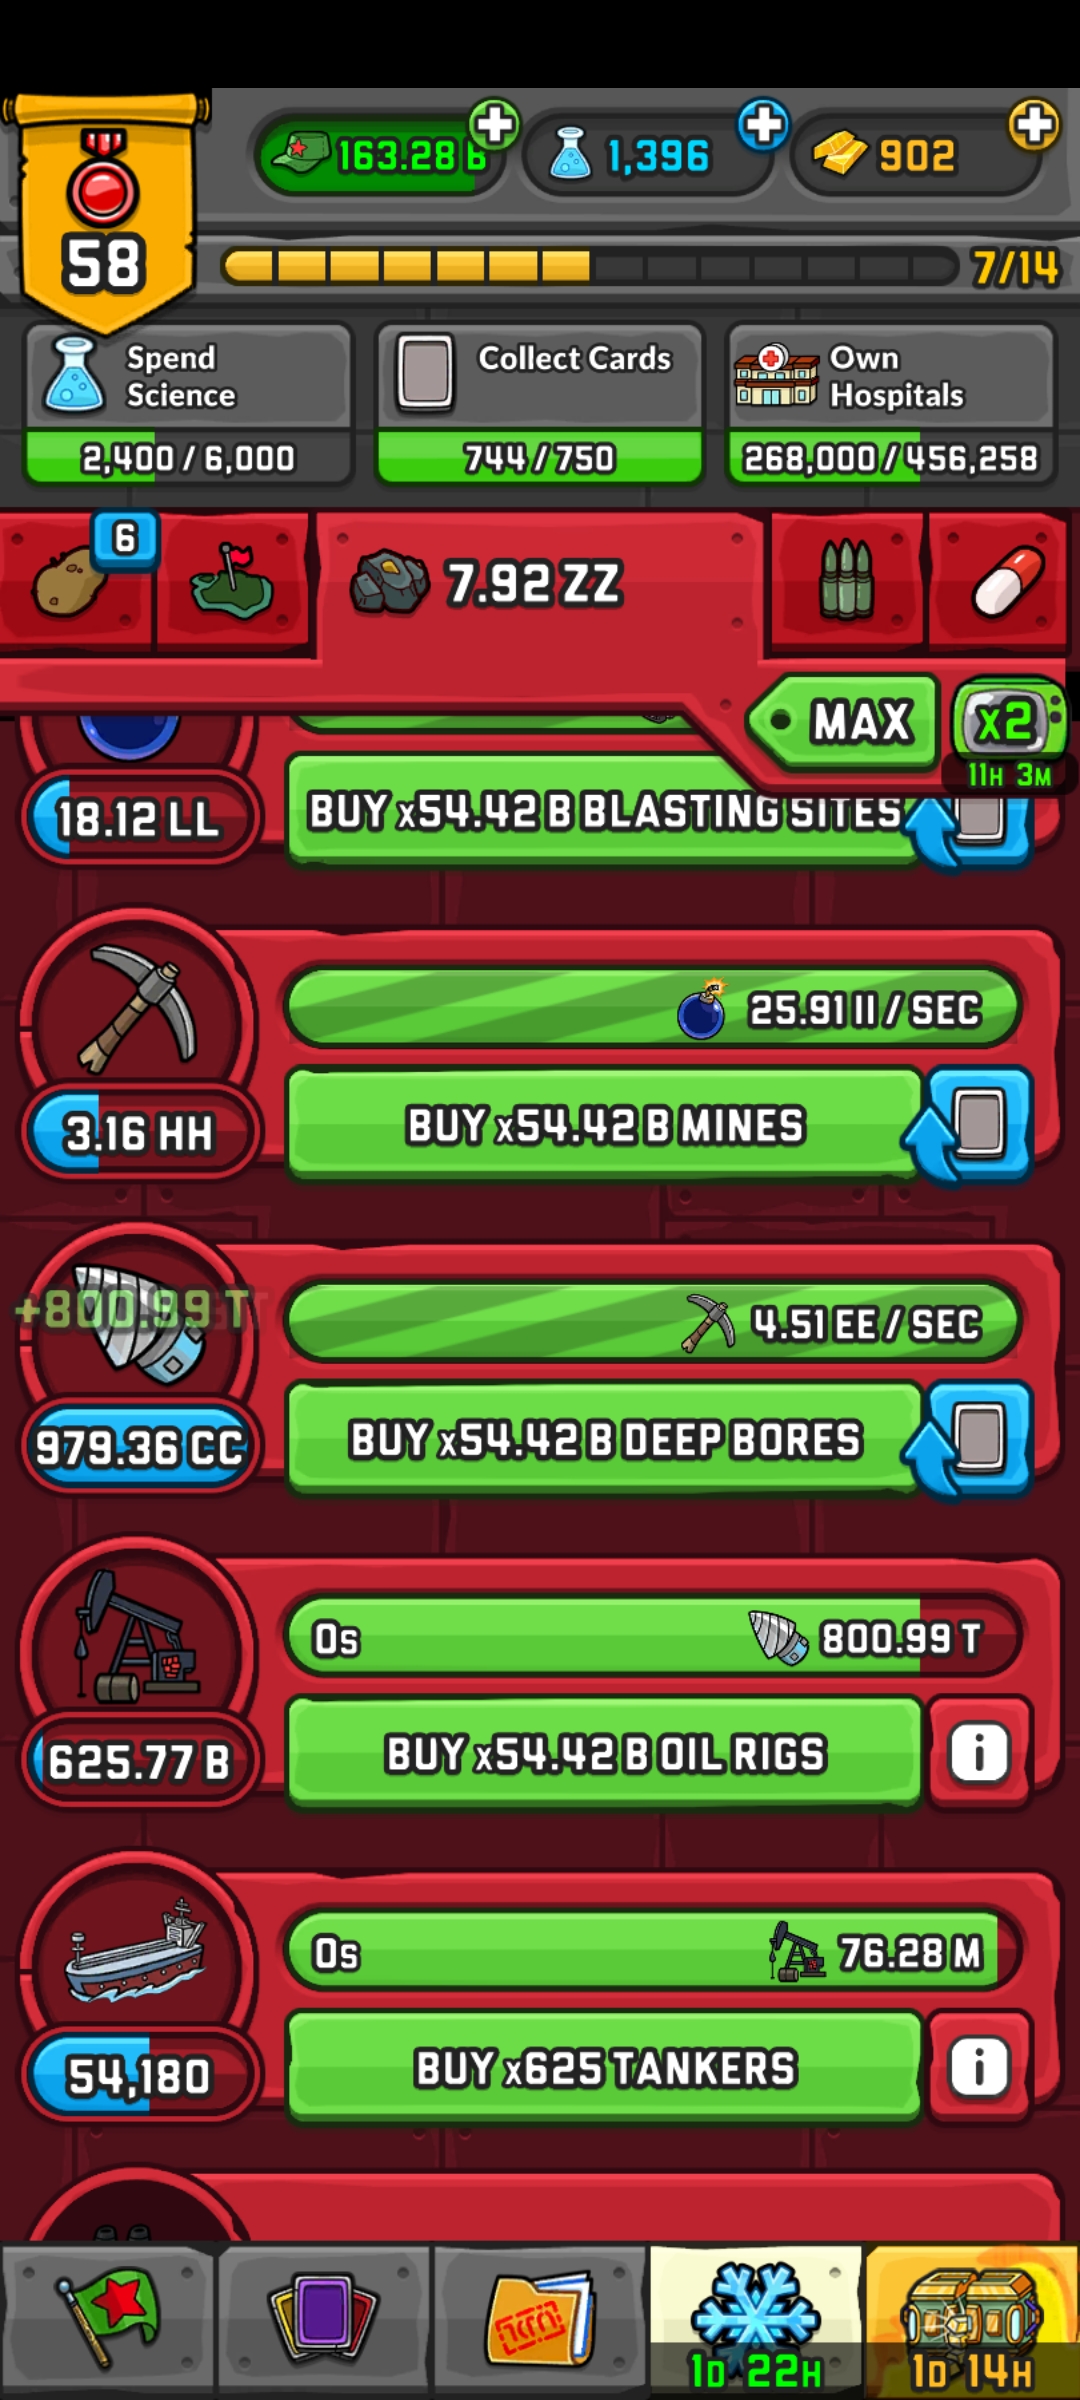 163.28 B
1,396
902
58
7/14
Spend
Science
Collect Cards
Own
Hospitals
2,400 / 6,000
744 / 750
268,000 / 456,258
6
7.92 ZZ
MAX
x2
11H 3M
18.12 LL
BUY x54.42 B BLASTING SITES
25.91 II / SEC
3.16 HH
BUY x54.42 B MINES
+800.99 T
4.51 EE / SEC
979.36 CC
BUY x54.42 B DEEP BORES
0s
800.99 T
625.77 B
BUY x54.42 B OIL RIGS
i
0s
76.28 M
54,180
BUY x625 TANKERS
i
1D 22H
1D 14H